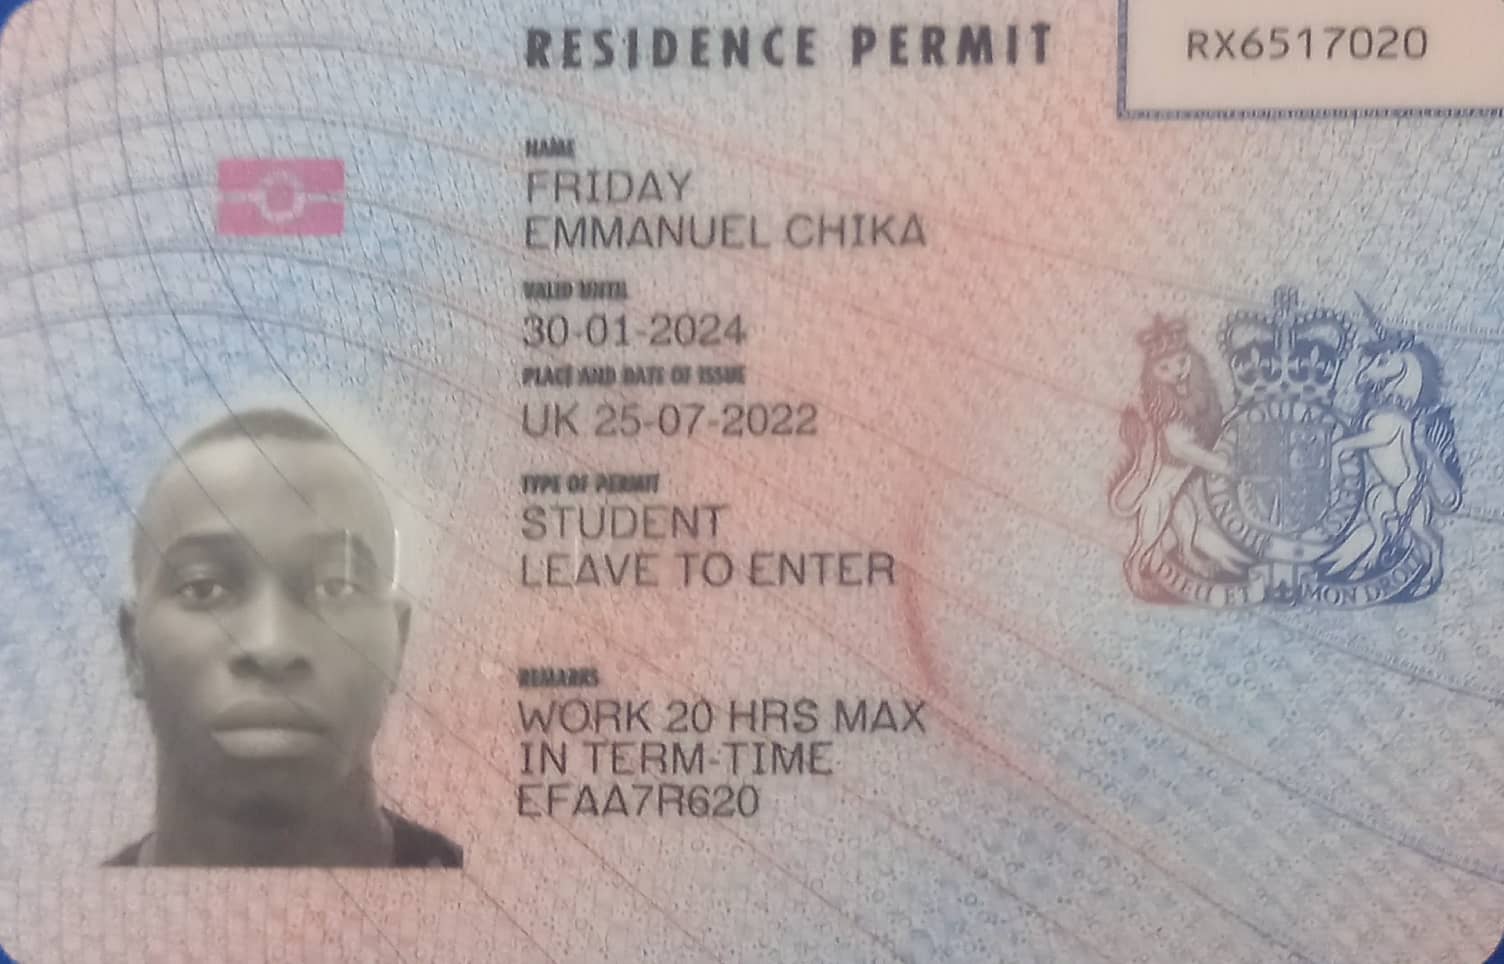 RESIDENCE PERMIT
RX6517020
NAME
FRIDAY
EMMANUEL CHIKA
VALID UNTIL
30-01-2024
PLACE AND DATE OF ISSUE
UK 25-07-2022
TYPE OF PERMIT
STUDENT
LEAVE TO ENTER
REMARKS
WORK 20 HRS MAX
IN TERM-TIME
EFAA7R620
DIEU ET MON DROIT